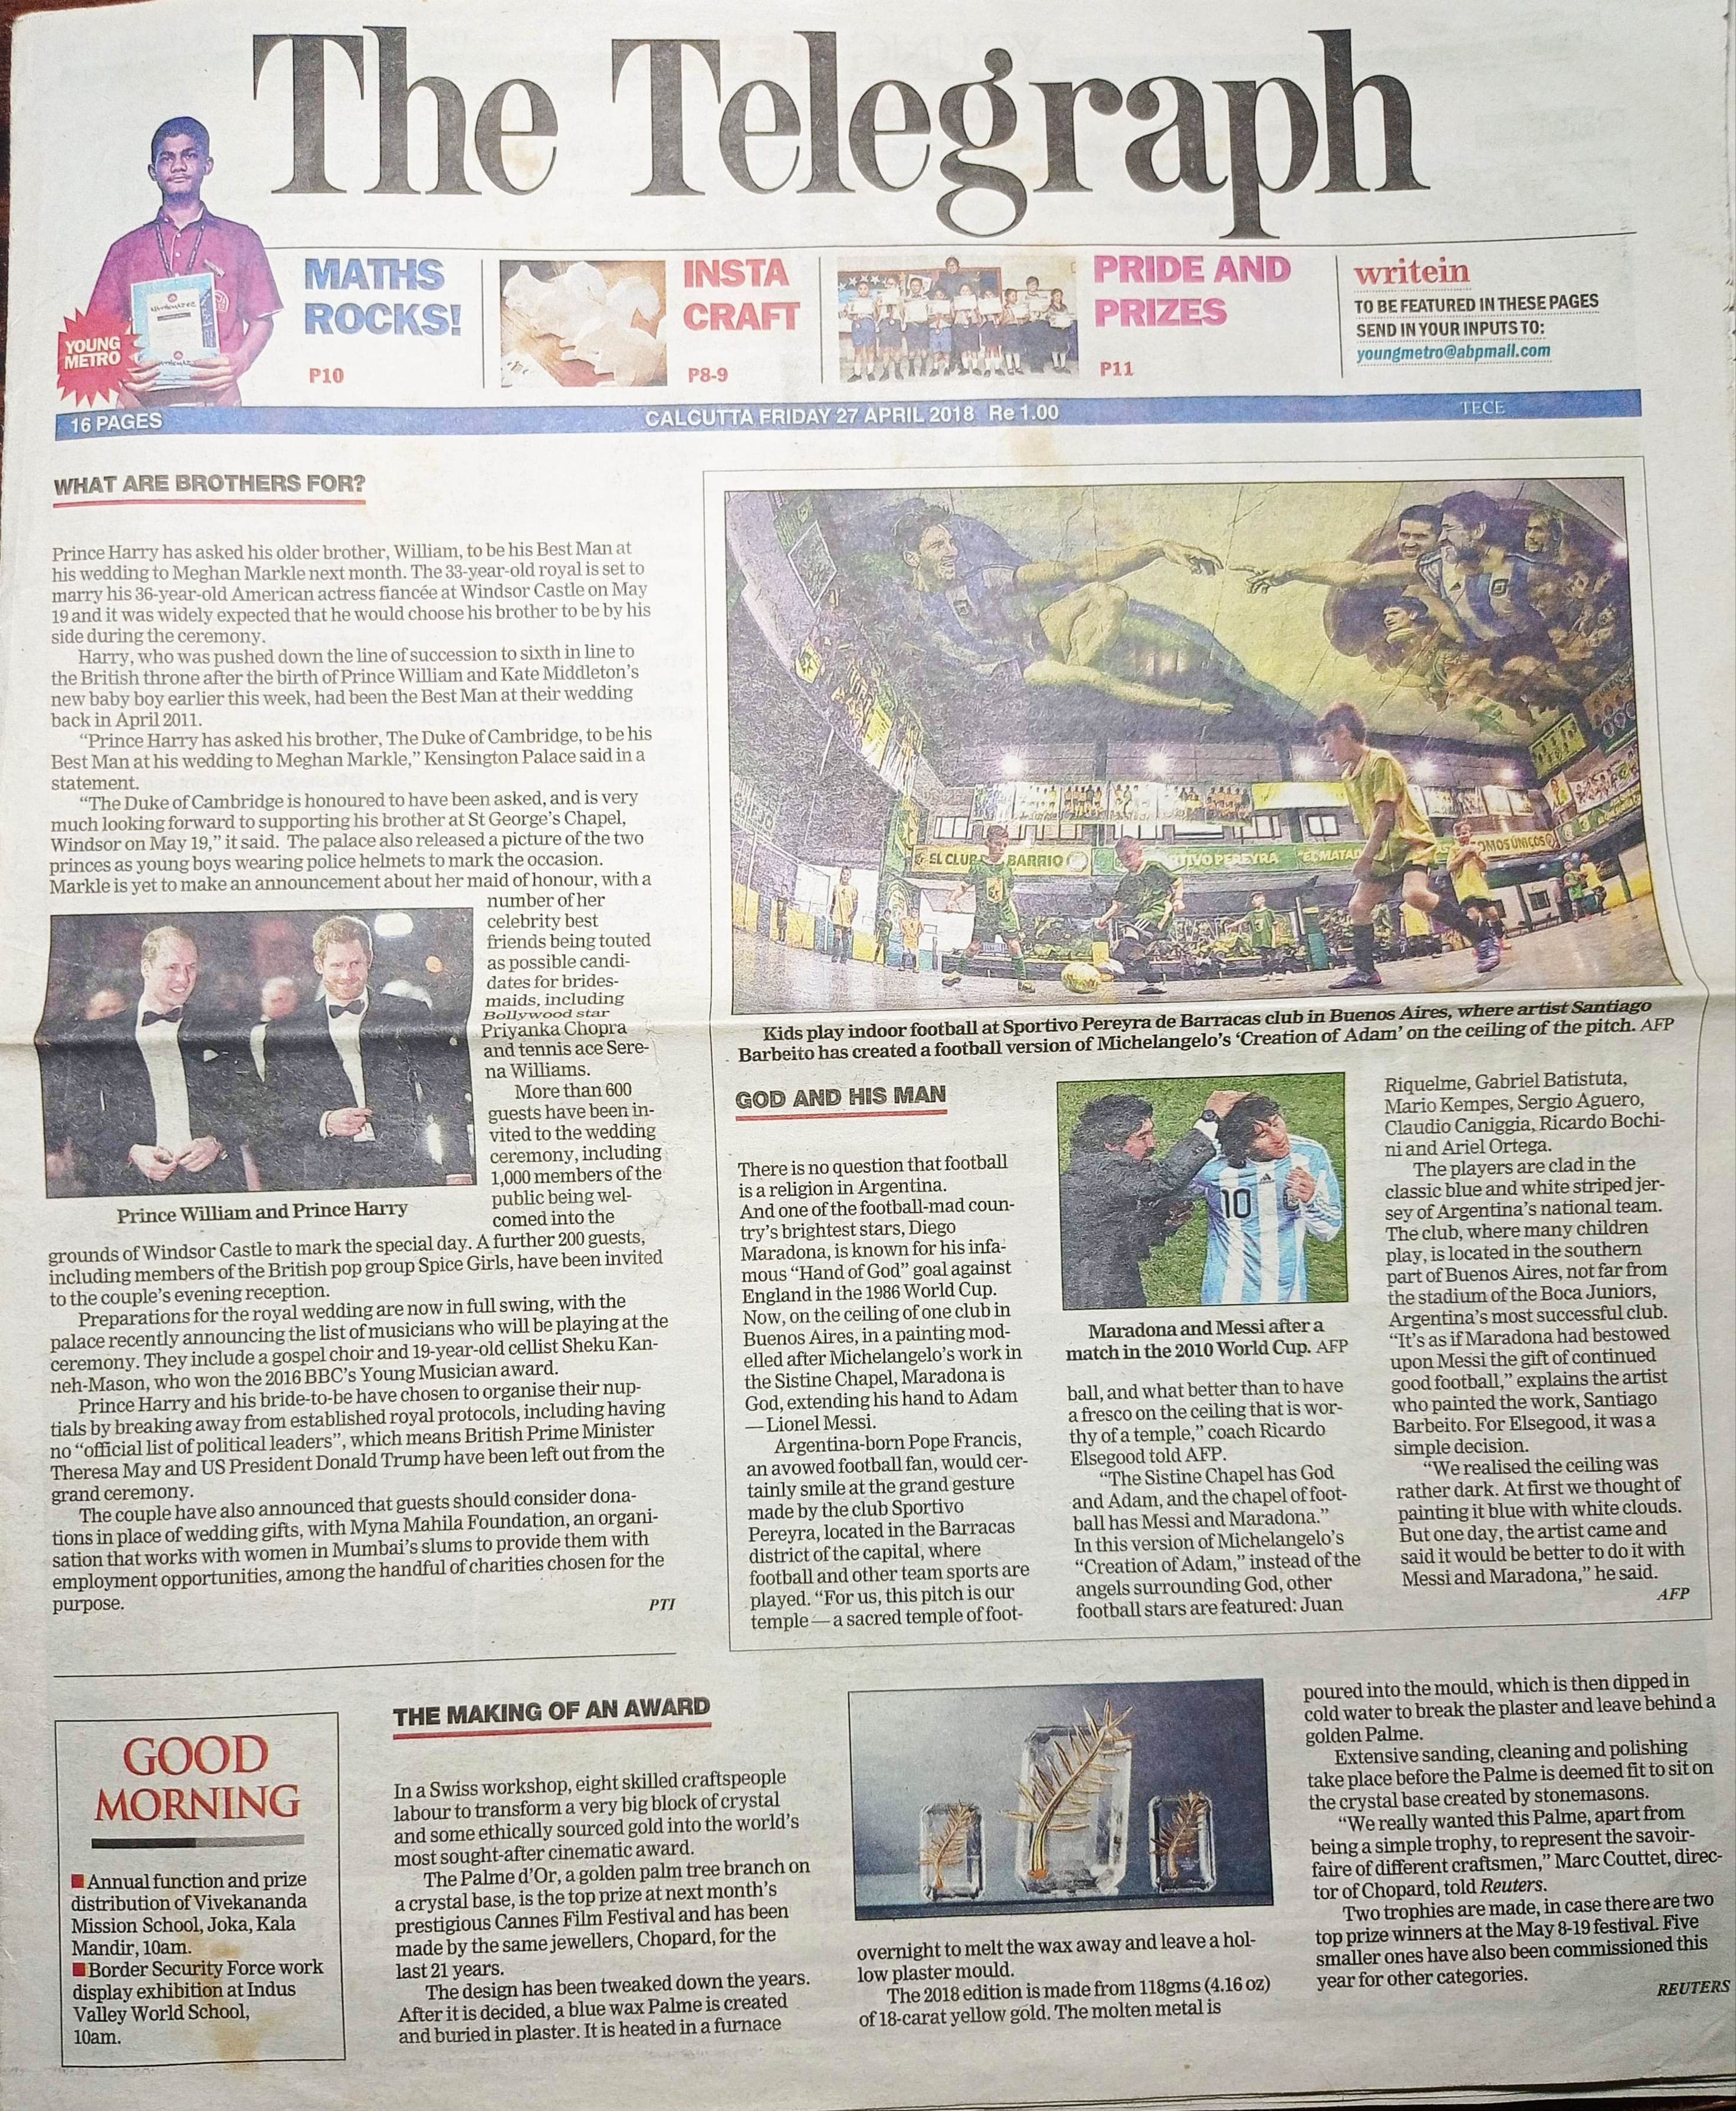 The Telegraph
YOUNG
METRO
MATHS
ROCKS!
P10
INSTA
CRAFT
P8-9
PRIDE AND
PRIZES
P11
writein
TO BE FEATURED IN THESE PAGES
SEND IN YOUR INPUTS TO:
youngmetro@abpmail.com
16 PAGES
CALCUTTA FRIDAY 27 APRIL 2018 Re 1.00
TECE
WHAT ARE BROTHERS FOR?
Prince Harry has asked his older brother, William, to be his Best Man at
his wedding to Meghan Markle next month. The 33-year-old royal is set to
marry his 36-year-old American actress fiancée at Windsor Castle on May
19 and it was widely expected that he would choose his brother to be by his
side during the ceremony.
Harry, who was pushed down the line of succession to sixth in line to
the British throne after the birth of Prince William and Kate Middleton's
new baby boy earlier this week, had been the Best Man at their wedding
back in April 2011.
"Prince Harry has asked his brother, The Duke of Cambridge, to be his
Best Man at his wedding to Meghan Markle," Kensington Palace said in a
statement.
"The Duke of Cambridge is honoured to have been asked, and is very
much looking forward to supporting his brother at St George's Chapel,
Windsor on May 19," it said. The palace also released a picture of the two
princes as young boys wearing police helmets to mark the occasion.
Markle is yet to make an announcement about her maid of honour, with a
number of her
celebrity best
friends being touted
as possible candi-
dates for brides-
maids, including
Bollywood star
Priyanka Chopra
and tennis ace Sere-
na Williams.
More than 600
guests have been in-
vited to the wedding
ceremony, including
1,000 members of the
public being wel-
comed into the
Prince William and Prince Harry
grounds of Windsor Castle to mark the special day. A further 200 guests,
including members of the British pop group Spice Girls, have been invited
to the couple's evening reception.
Preparations for the royal wedding are now in full swing, with the
palace recently announcing the list of musicians who will be playing at the
ceremony. They include a gospel choir and 19-year-old cellist Sheku Kan-
neh-Mason, who won the 2016 BBC's Young Musician award.
Prince Harry and his bride-to-be have chosen to organise their nup-
tials by breaking away from established royal protocols, including having
no "official list of political leaders", which means British Prime Minister
Theresa May and US President Donald Trump have been left out from the
grand ceremony.
The couple have also announced that guests should consider dona-
tions in place of wedding gifts, with Myna Mahila Foundation, an organi-
sation that works with women in Mumbai's slums to provide them with
employment opportunities, among the handful of charities chosen for the
purpose.
PTI
EL CLUB
BARRIO
TIVO PEREYRA
OMOS ÚNICOS
Kids play indoor football at Sportivo Pereyra de Barracas club in Buenos Aires, where artist Santiago
Barbeito has created a football version of Michelangelo's 'Creation of Adam' on the ceiling of the pitch. AFP
GOD AND HIS MAN
There is no question that football
is a religion in Argentina.
And one of the football-mad coun-
try's brightest stars, Diego
Maradona, is known for his infa-
mous "Hand of God" goal against
England in the 1986 World Cup.
Now, on the ceiling of one club in
Buenos Aires, in a painting mod-
elled after Michelangelo's work in
the Sistine Chapel, Maradona is
God, extending his hand to Adam
— Lionel Messi.
Argentina-born Pope Francis,
an avowed football fan, would cer-
tainly smile at the grand gesture
made by the club Sportivo
Pereyra, located in the Barracas
district of the capital, where
football and other team sports are
played. "For us, this pitch is our
temple — a sacred temple of foot-
10
Maradona and Messi after a
match in the 2010 World Cup. AFP
ball, and what better than to have
a fresco on the ceiling that is wor-
thy of a temple," coach Ricardo
Elsegood told AFP.
"The Sistine Chapel has God
and Adam, and the chapel of foot-
ball has Messi and Maradona."
In this version of Michelangelo's
"Creation of Adam," instead of the
angels surrounding God, other
football stars are featured: Juan
Riquelme, Gabriel Batistuta,
Mario Kempes, Sergio Aguero,
Claudio Caniggia, Ricardo Bochi-
ni and Ariel Ortega.
The players are clad in the
classic blue and white striped jer-
sey of Argentina's national team.
The club, where many children
play, is located in the southern
part of Buenos Aires, not far from
the stadium of the Boca Juniors,
Argentina's most successful club.
"It's as if Maradona had bestowed
upon Messi the gift of continued
good football," explains the artist
who painted the work, Santiago
Barbeito. For Elsegood, it was a
simple decision.
"We realised the ceiling was
rather dark. At first we thought of
painting it blue with white clouds.
But one day, the artist came and
said it would be better to do it with
Messi and Maradona," he said.
AFP
GOOD
MORNING
Annual function and prize
distribution of Vivekananda
Mission School, Joka, Kala
Mandir, 10am.
Border Security Force work
display exhibition at Indus
Valley World School,
10am.
THE MAKING OF AN AWARD
In a Swiss workshop, eight skilled craftspeople
labour to transform a very big block of crystal
and some ethically sourced gold into the world's
most sought-after cinematic award.
The Palme d'Or, a golden palm tree branch on
a crystal base, is the top prize at next month's
prestigious Cannes Film Festival and has been
made by the same jewellers, Chopard, for the
last 21 years.
The design has been tweaked down the years.
After it is decided, a blue wax Palme is created
and buried in plaster. It is heated in a furnace
overnight to melt the wax away and leave a hol-
low plaster mould.
The 2018 edition is made from 118gms (4.16 oz)
of 18-carat yellow gold. The molten metal is
poured into the mould, which is then dipped in
cold water to break the plaster and leave behind a
golden Palme.
Extensive sanding, cleaning and polishing
take place before the Palme is deemed fit to sit on
the crystal base created by stonemasons.
"We really wanted this Palme, apart from
being a simple trophy, to represent the savoir-
faire of different craftsmen," Marc Couttet, direc-
tor of Chopard, told Reuters.
Two trophies are made, in case there are two
top prize winners at the May 8-19 festival. Five
smaller ones have also been commissioned this
year for other categories.
REUTERS